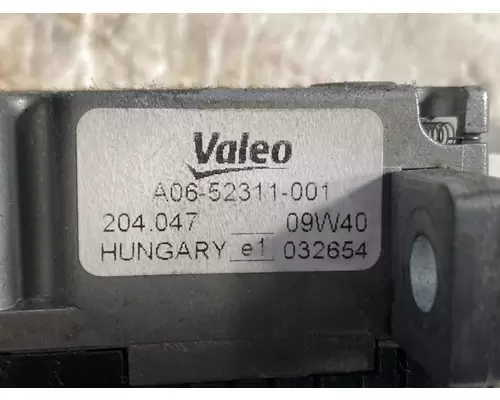 Valeo
A06-52311-001
204.047 09W40
HUNGARY e1 032654